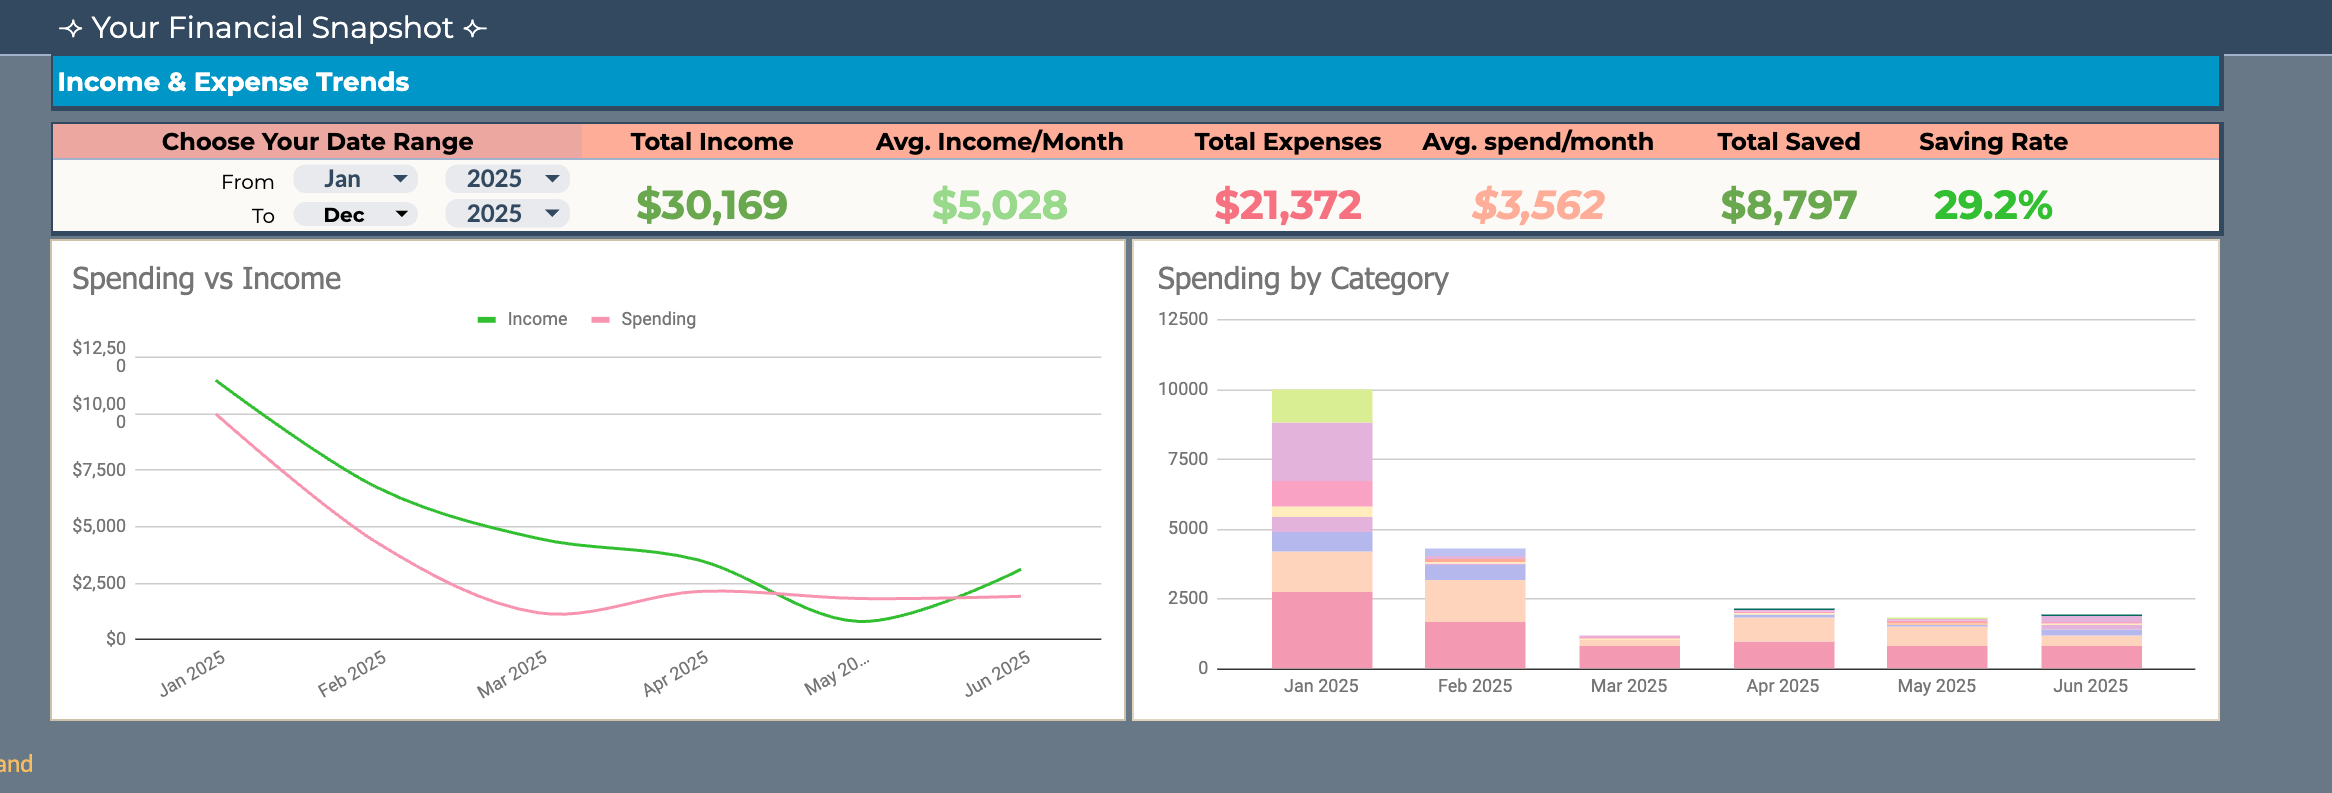 ✧ Your Financial Snapshot ✧
Income & Expense Trends
Choose Your Date Range
Total Income
Avg. Income/Month
Total Expenses
Avg. spend/month
Total Saved
Saving Rate
From Jan 2025
To Dec 2025
$30,169
$5,028
$21,372
$3,562
$8,797
29.2%
Spending vs Income
Income Spending
$12,50
0
$10,00
0
$7,500
$5,000
$2,500
$0
Jan 2025
Feb 2025
Mar 2025
Apr 2025
May 20...
Jun 2025
Spending by Category
12500
10000
7500
5000
2500
0
Jan 2025
Feb 2025
Mar 2025
Apr 2025
May 2025
Jun 2025
and